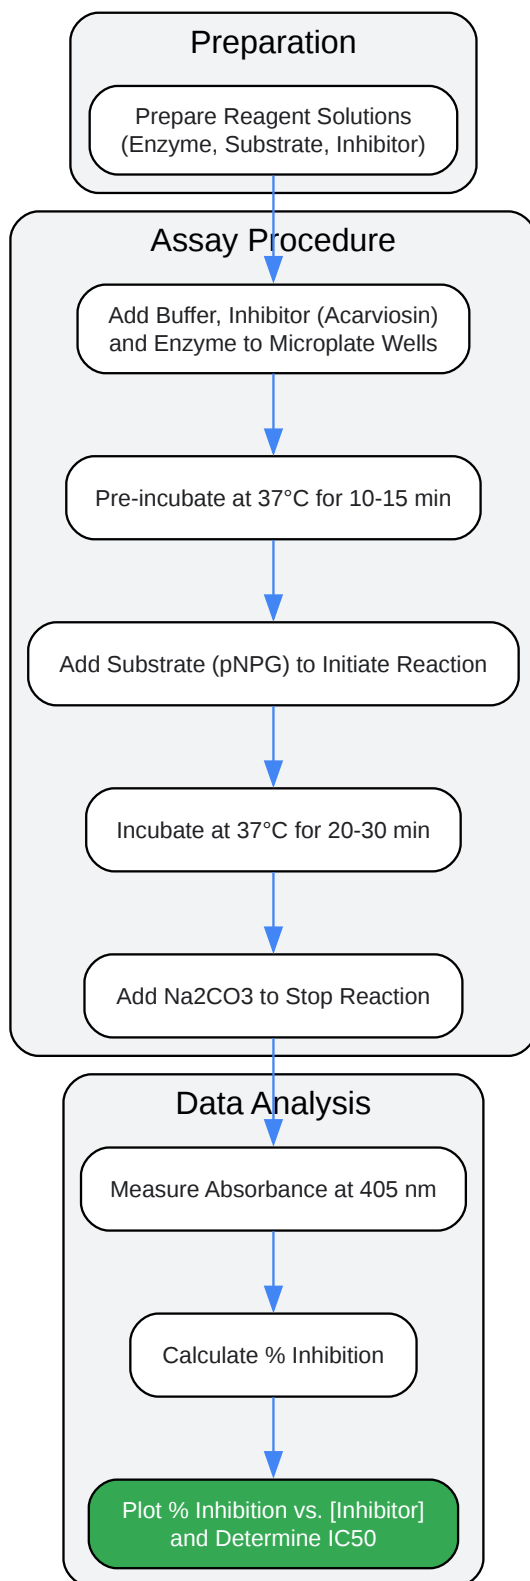 Preparation
Prepare Reagent Solutions
(Enzyme, Substrate, Inhibitor)
Assay Procedure
Add Buffer, Inhibitor (Acarviosin)
and Enzyme to Microplate Wells
Pre-incubate at 37°C for 10-15 min
Add Substrate (pNPG) to Initiate Reaction
Incubate at 37°C for 20-30 min
Add Na2CO3 to Stop Reaction
Data Analysis
Measure Absorbance at 405 nm
Calculate % Inhibition
Plot % Inhibition vs. [Inhibitor]
and Determine IC50